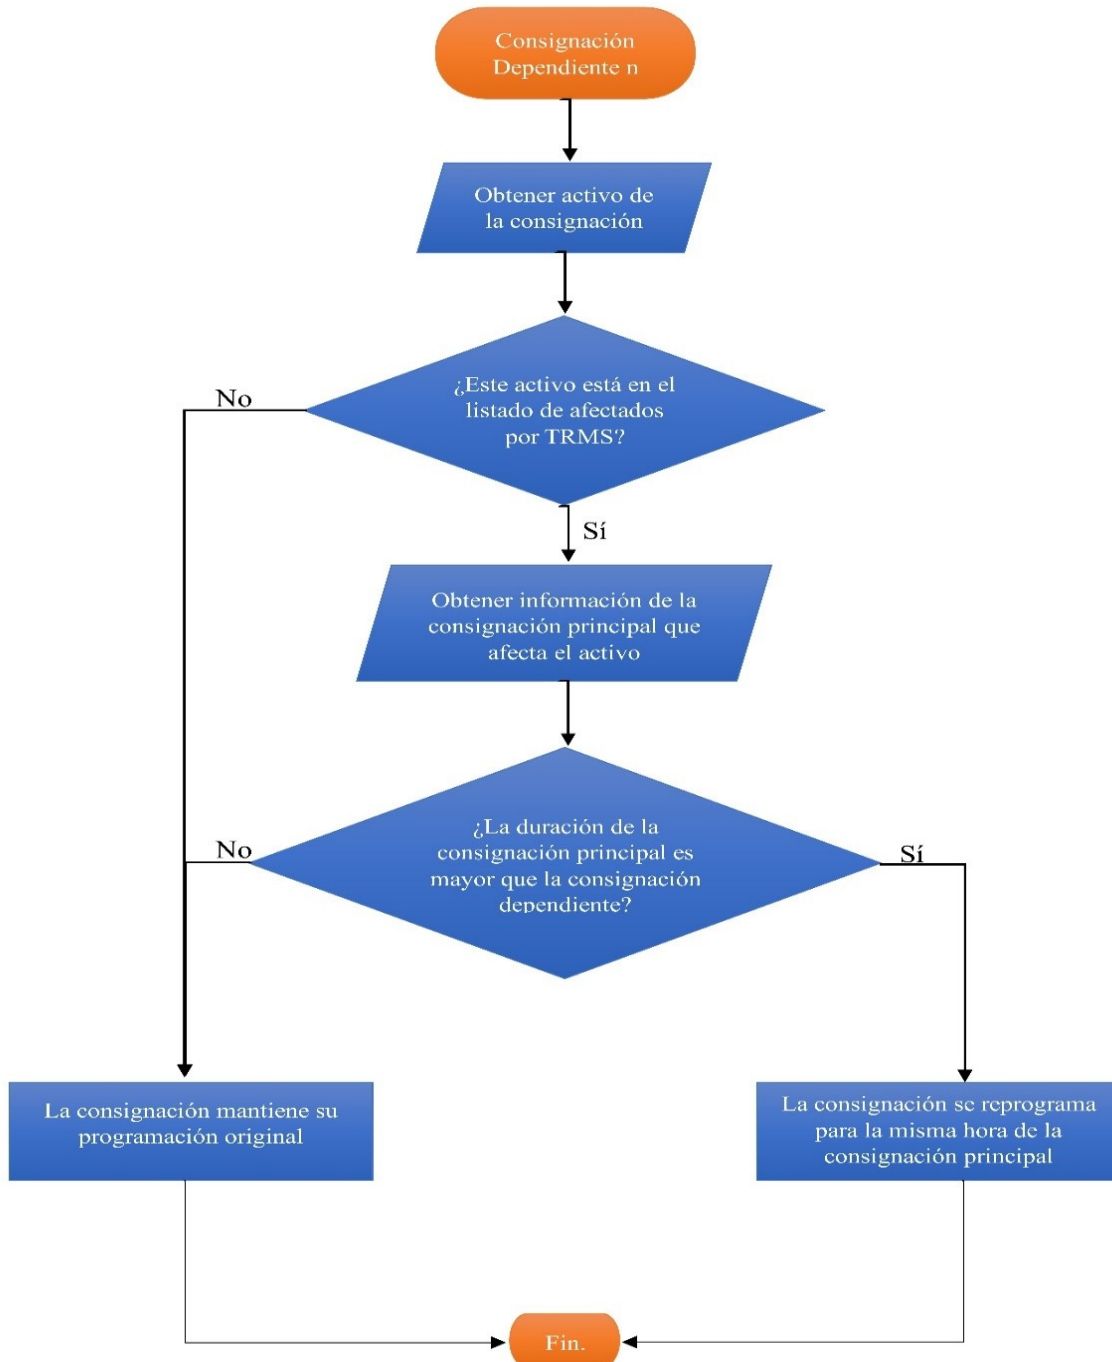 Consignación
Dependiente n
Obtener activo de
la consignación
¿Este activo está en el
listado de afectados
por TRMS?
No
Sí
Obtener información de la
consignación principal que
afecta el activo
¿La duración de la
consignación principal es
mayor que la consignación
dependiente?
No
Sí
La consignación mantiene su
programación original
La consignación se reprograma
para la misma hora de la
consignación principal
Fin.